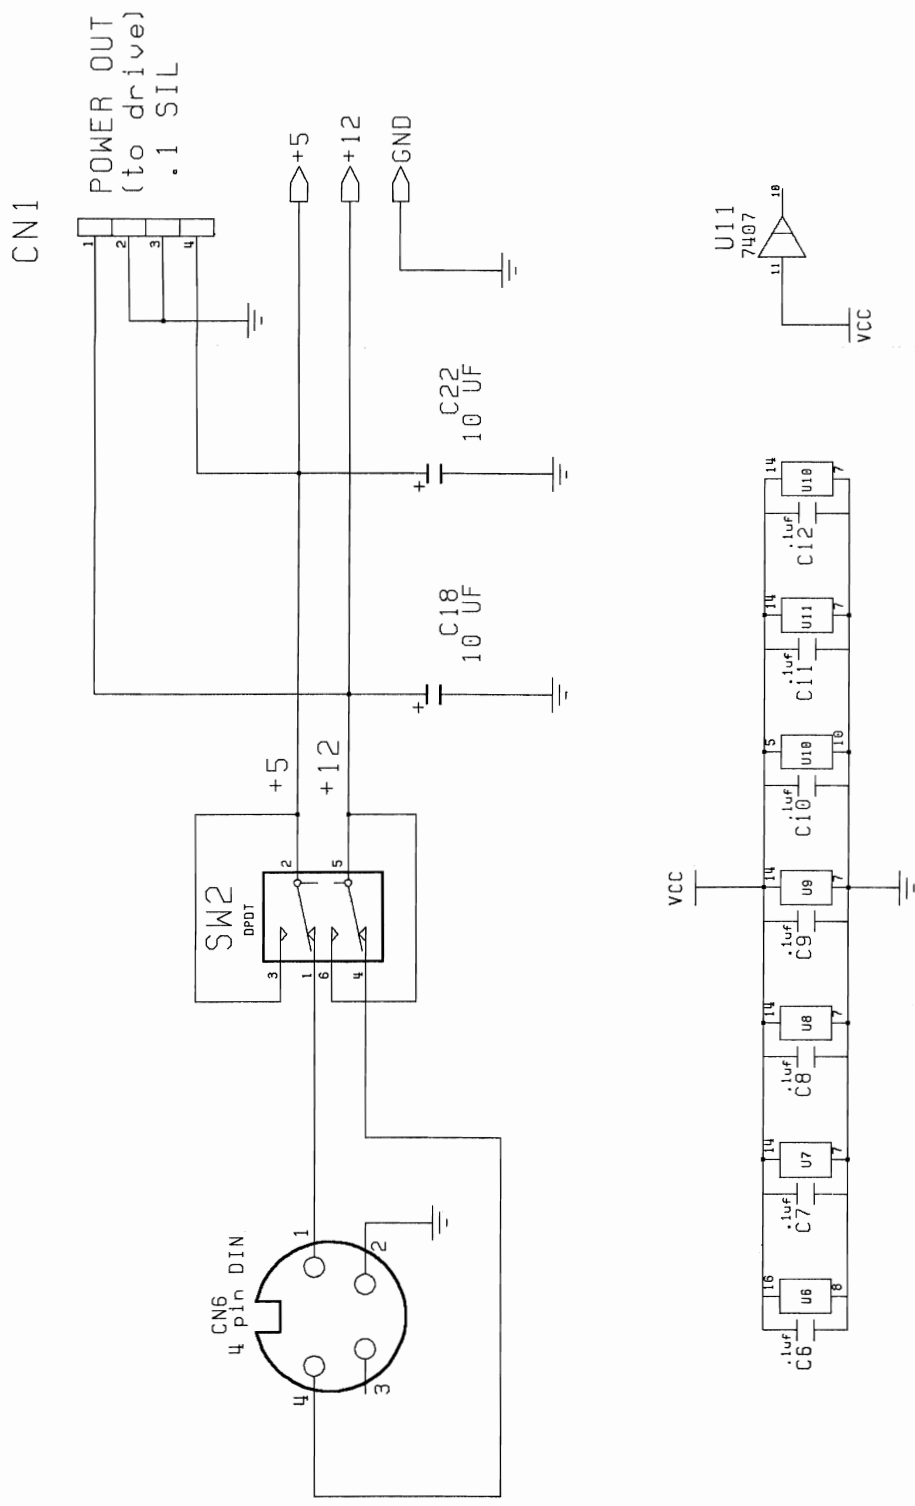 CN1
POWER OUT
(to drive)
.1 SIL
1
2
3
4
+5
+12
GND
+5
+12
SW2
DPDT
2
5
3
1
6
4
C18
10 UF
+
C22
10 UF
+
CN6
4 pin DIN
1
2
3
4
U11
7407
11
10
VCC
VCC
16
U6
8
.1uf
C6
14
U7
7
.1uf
C7
14
U8
7
.1uf
C8
14
U9
7
.1uf
C9
5
U10
10
.1uf
C10
14
U11
7
.1uf
C11
14
U10
7
.1uf
C12